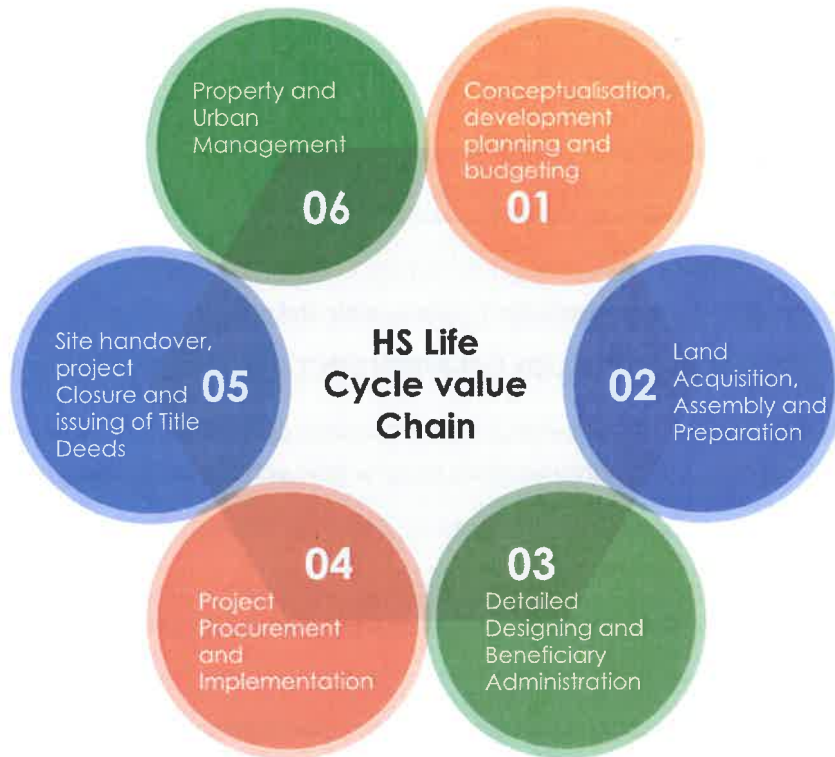 HS Life
Cycle value
Chain
Conceptualisation,
development
planning and
budgeting
01
02
Land
Acquisition,
Assembly and
Preparation
03
Detailed
Designing and
Beneficiary
Administration
04
Project
Procurement
and
Implementation
Site handover,
project
Closure and
issuing of Title
Deeds
05
Property and
Urban
Management
06